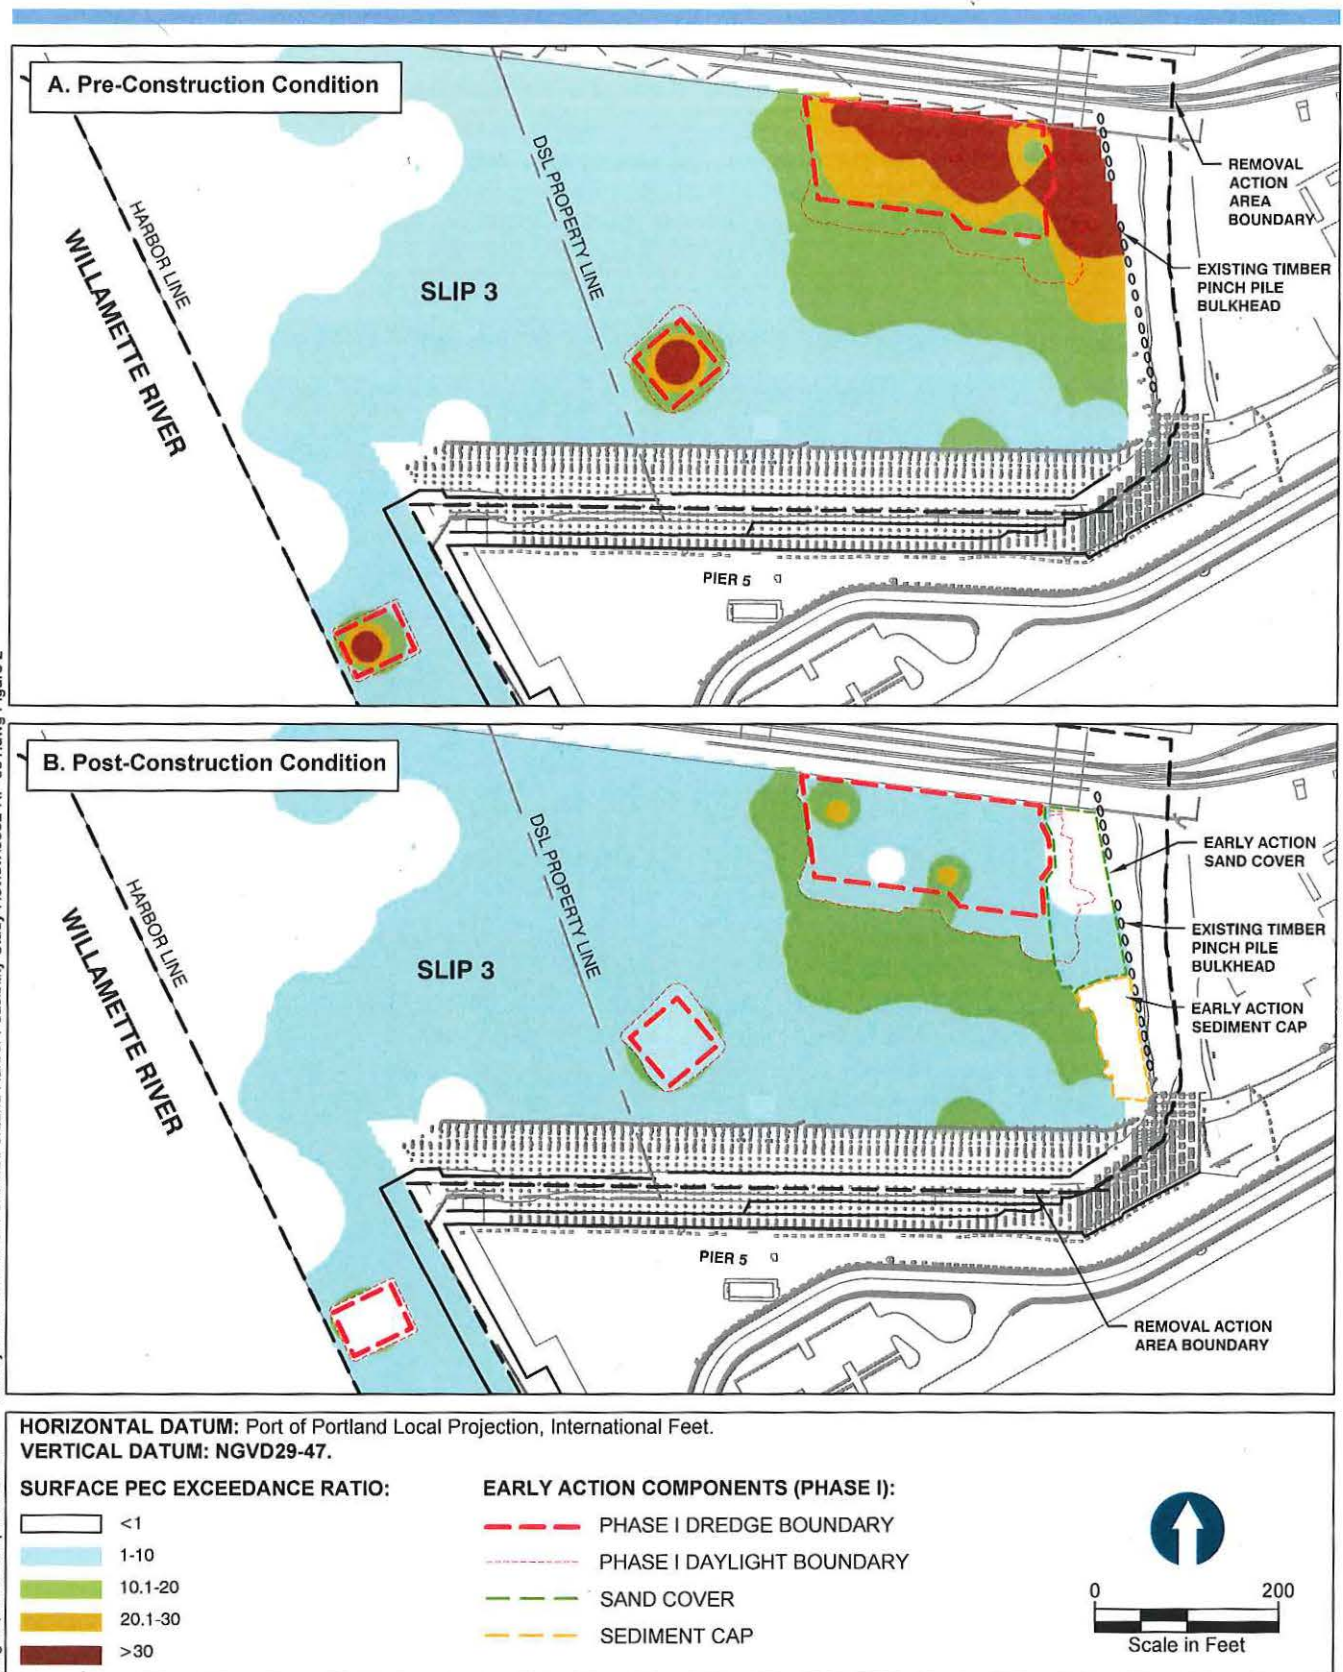 A. Pre-Construction Condition
HARBOR LINE
WILLAMETTE RIVER
DSL PROPERTY LINE
SLIP 3
REMOVAL
ACTION
AREA
BOUNDARY
EXISTING TIMBER
PINCH PILE
BULKHEAD
PIER 5
B. Post-Construction Condition
HARBOR LINE
WILLAMETTE RIVER
DSL PROPERTY LINE
SLIP 3
EARLY ACTION
SAND COVER
EXISTING TIMBER
PINCH PILE
BULKHEAD
EARLY ACTION
SEDIMENT CAP
PIER 5
REMOVAL ACTION
AREA BOUNDARY
HORIZONTAL DATUM: Port of Portland Local Projection, International Feet.
VERTICAL DATUM: NGVD29-47.
SURFACE PEC EXCEEDANCE RATIO:
<1
1-10
10.1-20
20.1-30
>30
EARLY ACTION COMPONENTS (PHASE I):
PHASE I DREDGE BOUNDARY
PHASE I DAYLIGHT BOUNDARY
SAND COVER
SEDIMENT CAP
0 200
Scale in Feet